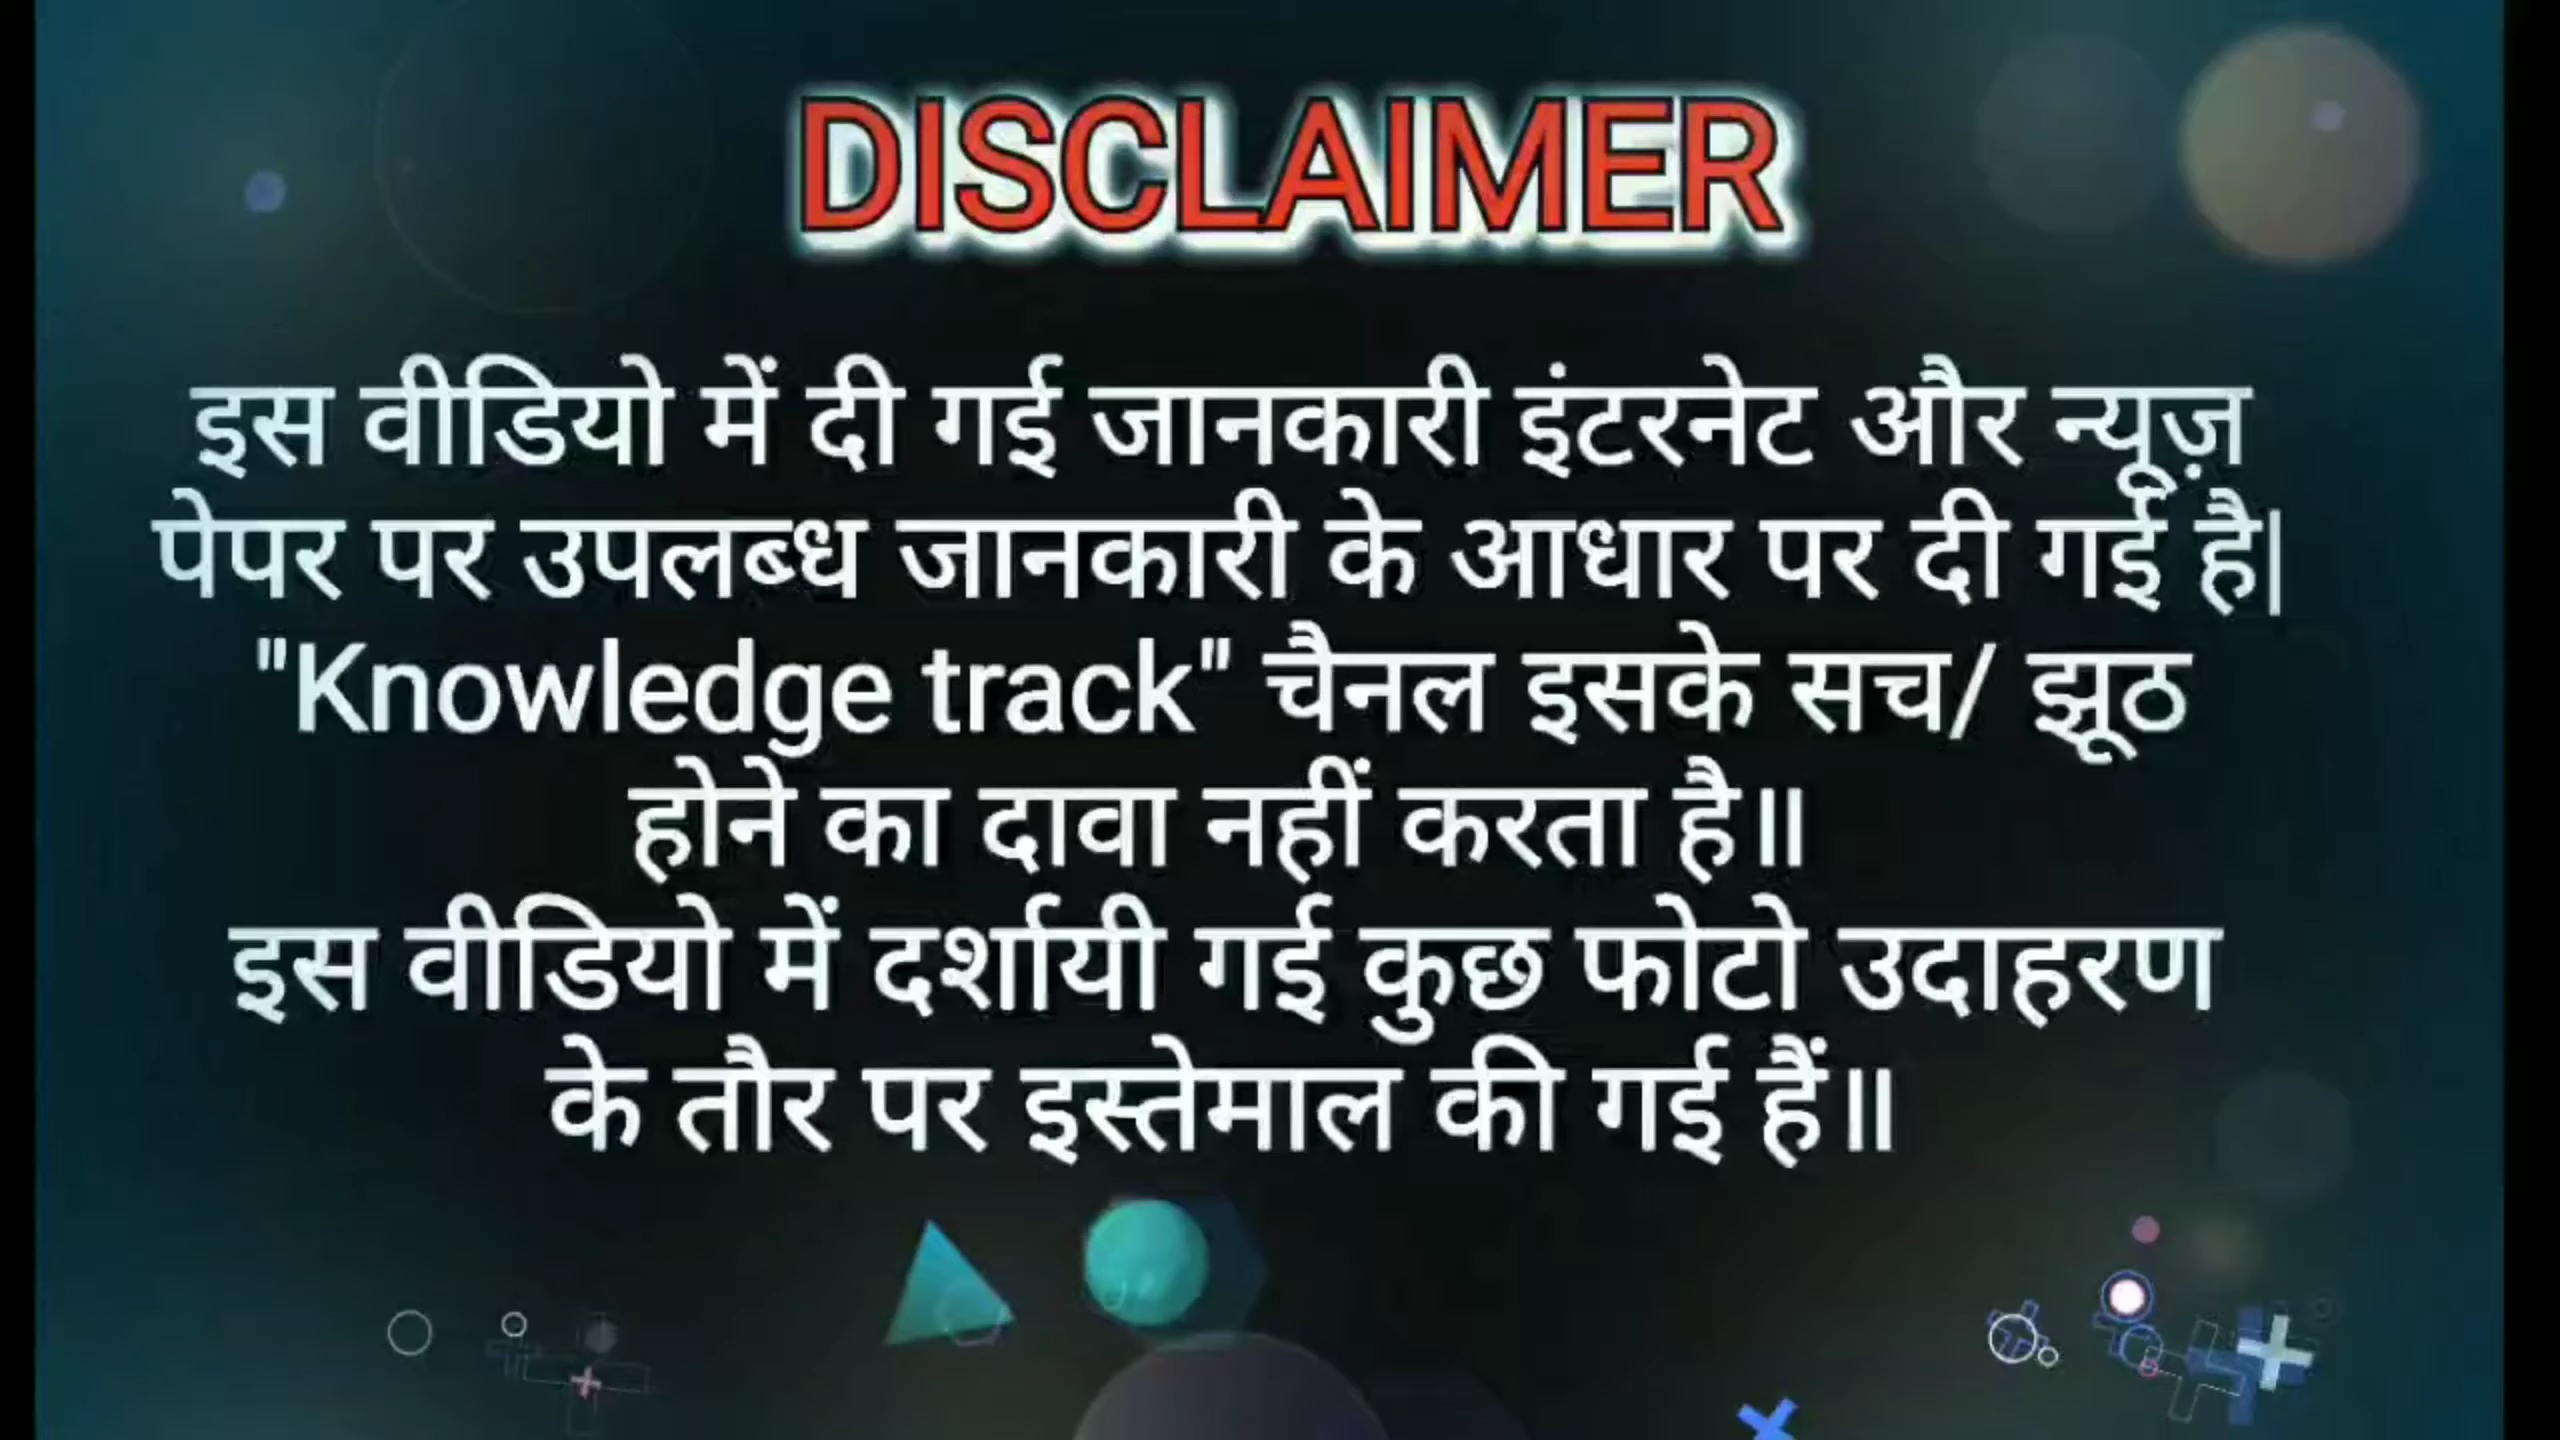 DISCLAIMER
इस वीडियो में दी गई जानकारी इंटरनेट और न्यूज़
पेपर पर उपलब्ध जानकारी के आधार पर दी गई है|
"Knowledge track" चैनल इसके सच/ झूठ
होने का दावा नहीं करता है॥
इस वीडियो में दर्शायी गई कुछ फोटो उदाहरण
के तौर पर इस्तेमाल की गई हैं॥